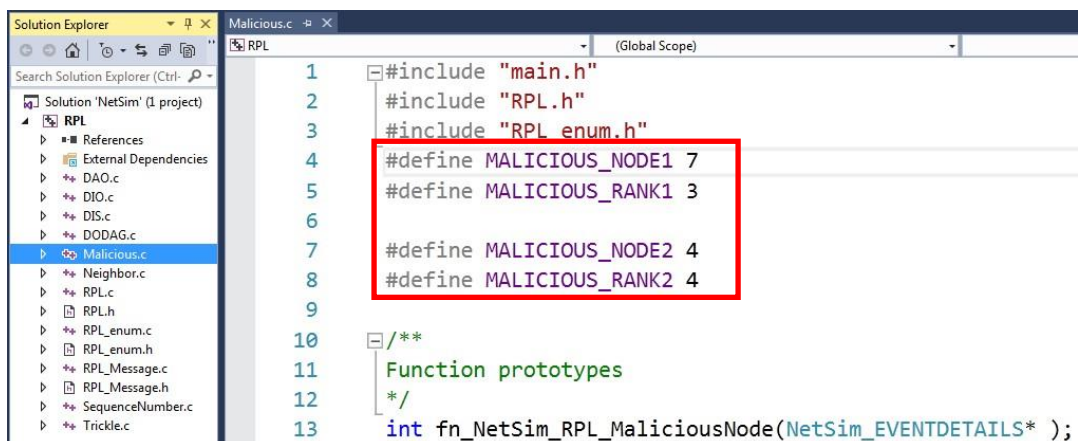 Solution Explorer
Search Solution Explorer (Ctrl-
Solution 'NetSim' (1 project)
RPL
References
External Dependencies
DAO.c
DIO.c
DIS.c
DODAG.c
Malicious.c
Neighbor.c
RPL.c
RPL.h
RPL_enum.c
RPL_enum.h
RPL_Message.c
RPL_Message.h
SequenceNumber.c
Trickle.c
Malicious.c
RPL (Global Scope)
1 #include "main.h"
2 #include "RPL.h"
3 #include "RPL_enum.h"
4 #define MALICIOUS_NODE1 7
5 #define MALICIOUS_RANK1 3
6
7 #define MALICIOUS_NODE2 4
8 #define MALICIOUS_RANK2 4
9
10 /**
11 Function prototypes
12 */
13 int fn_NetSim_RPL_MaliciousNode(NetSim_EVENTDETAILS* );